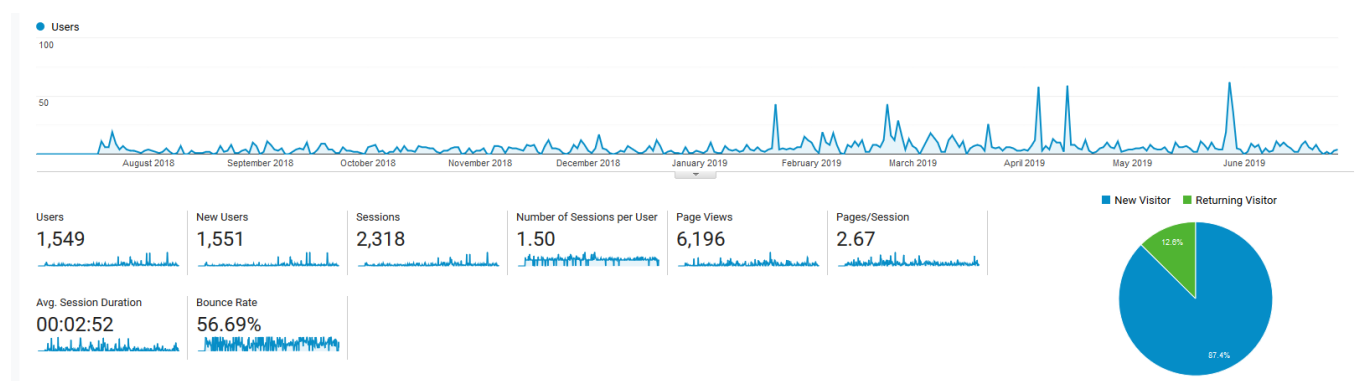 Users
100
50
August 2018 September 2018 October 2018 November 2018 December 2018 January 2019 February 2019 March 2019 April 2019 May 2019 June 2019
New Visitor Returning Visitor
Users New Users Sessions Number of Sessions per User Page Views Pages/Session
1,549 1,551 2,318 1.50 6,196 2.67
12.6%
Avg. Session Duration Bounce Rate
00:02:52 56.69%
87.4%